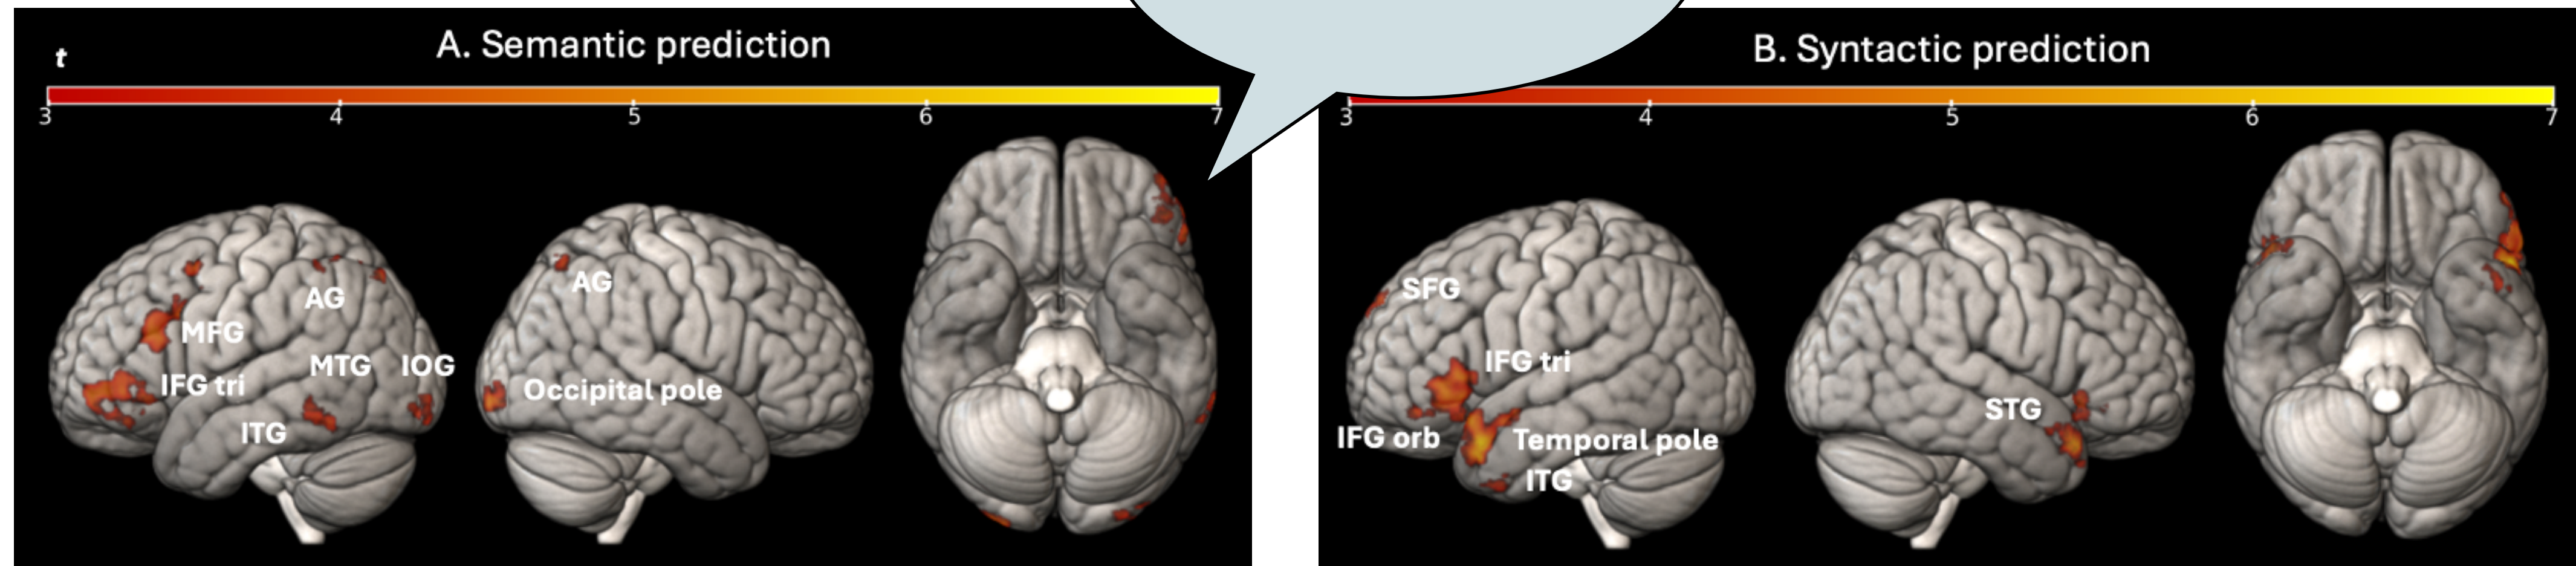 A. Semantic prediction
t
3 4 5 6 7
AG
MFG
MTG IOG
IFG tri
ITG
AG
Occipital pole
B. Syntactic prediction
3 4 5 6 7
SFG
IFG tri
IFG orb
Temporal pole
ITG
STG